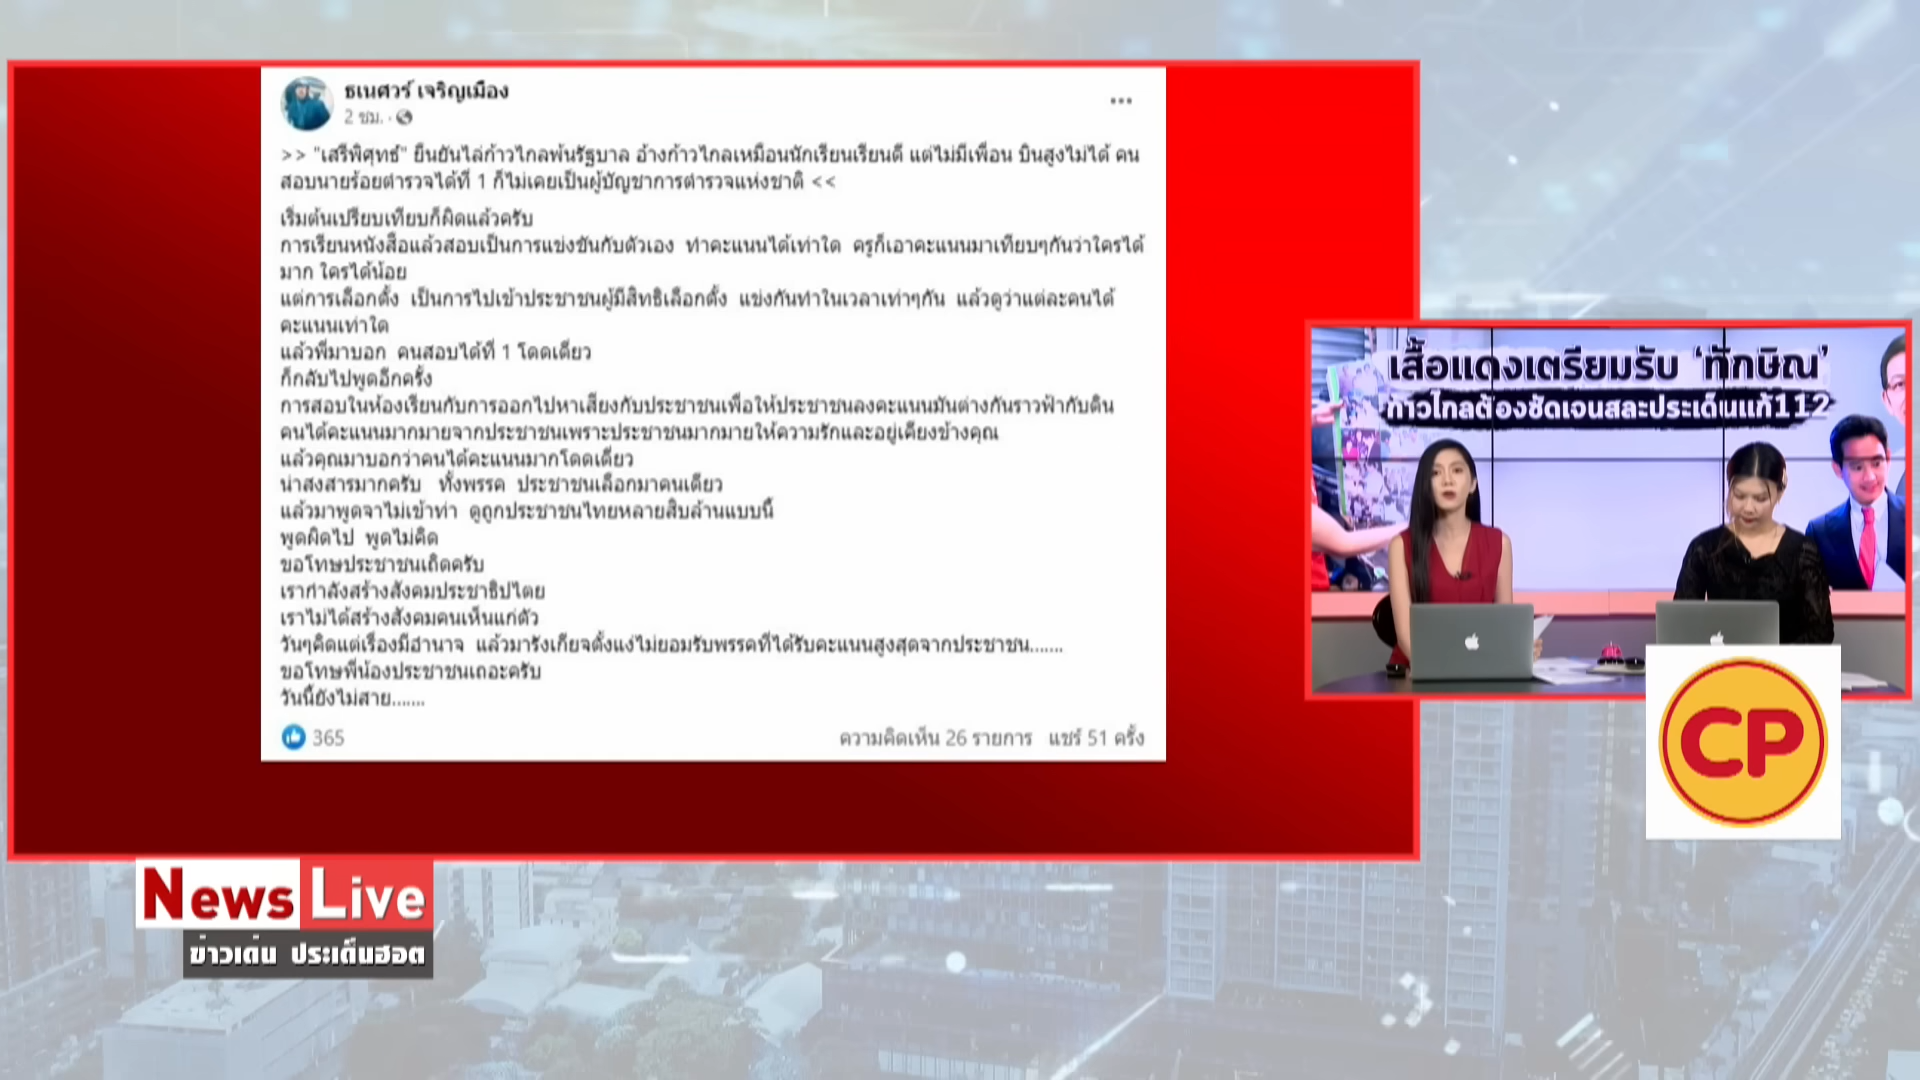 ธเนศวร์ เจริญเมือง
2 ชม. ·
>> "เสรีพิศุทธ์" ยืนยันไล่ก้าวไกลพ้นรัฐบาล อ้างก้าวไกลเหมือนนักเรียนเรียนดี แต่ไม่มีเพื่อน บินสูงไม่ได้ คน
สอบนายร้อยตำรวจได้ที่ 1 ก็ไม่เคยเป็นผู้บัญชาการตำรวจแห่งชาติ <<
เริ่มต้นเปรียบเทียบก็ผิดแล้วครับ
การเรียนหนังสือแล้วสอบเป็นการแข่งขันกับตัวเอง ทำคะแนนได้เท่าใด ครูก็เอาคะแนนมาเทียบๆกันว่าใครได้
มาก ใครได้น้อย
แต่การเลือกตั้ง เป็นการไปเข้าประชาชนผู้มีสิทธิเลือกตั้ง แข่งกันทำในเวลาเท่าๆกัน แล้วดูว่าแต่ละคนได้
คะแนนเท่าใด
แล้วพี่มาบอก คนสอบได้ที่ 1 โดดเดี่ยว
ก็กลับไปพูดอีกครั้ง
การสอบในห้องเรียนกับการออกไปหาเสียงกับประชาชนเพื่อให้ประชาชนลงคะแนนมันต่างกันราวฟ้ากับดิน
คนได้คะแนนมากมายจากประชาชนเพราะประชาชนมากมายให้ความรักและอยู่เคียงข้างคุณ
แล้วคุณมาบอกว่าคนได้คะแนนมากโดดเดี่ยว
น่าสงสารมากครับ ทั้งพรรค ประชาชนเลือกมาคนเดียว
แล้วมาพูดจาไม่เข้าท่า ดูถูกประชาชนไทยหลายสิบล้านแบบนี้
พูดผิดไป พูดไม่คิด
ขอโทษประชาชนเถิดครับ
เรากำลังสร้างสังคมประชาธิปไตย
เราไม่ได้สร้างสังคมคนเห็นแก่ตัว
วันๆคิดแต่เรื่องมีอำนาจ แล้วมารังเกียจตั้งแง่ไม่ยอมรับพรรคที่ได้รับคะแนนสูงสุดจากประชาชน.......
ขอโทษพี่น้องประชาชนเถอะครับ
วันนี้ยังไม่สาย.......
365 ความคิดเห็น 26 รายการ แชร์ 51 ครั้ง
เสื้อแดงเตรียมรับ 'ทักษิณ'
ก้าวไกลต้องชัดเจนสละประเด็นแก้112
CP
News Live
ข่าวเด่น ประเด็นฮอต